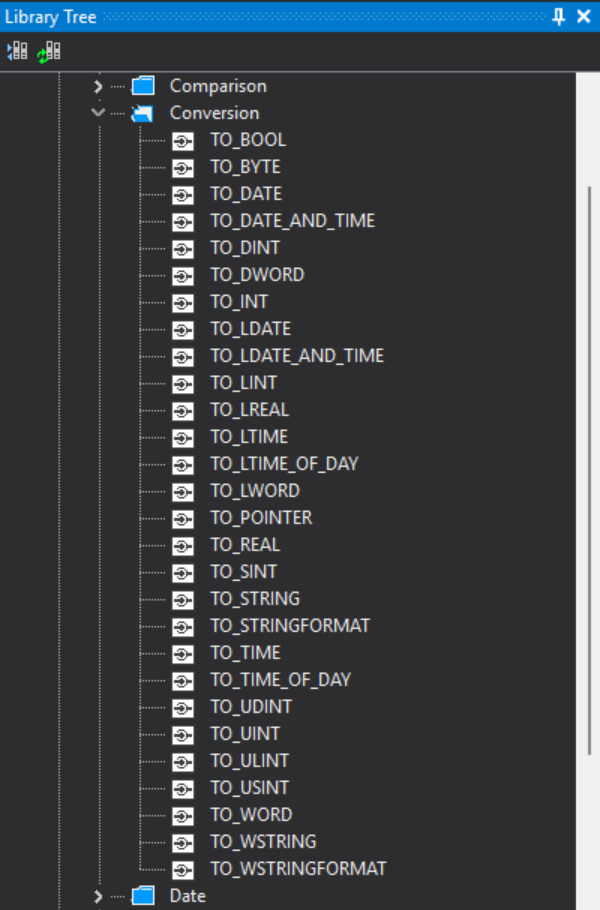 Library Tree
Comparison
Conversion
TO_BOOL
TO_BYTE
TO_DATE
TO_DATE_AND_TIME
TO_DINT
TO_DWORD
TO_INT
TO_LDATE
TO_LDATE_AND_TIME
TO_LINT
TO_LREAL
TO_LTIME
TO_LTIME_OF_DAY
TO_LWORD
TO_POINTER
TO_REAL
TO_SINT
TO_STRING
TO_STRINGFORMAT
TO_TIME
TO_TIME_OF_DAY
TO_UDINT
TO_UINT
TO_ULINT
TO_USINT
TO_WORD
TO_WSTRING
TO_WSTRINGFORMAT
Date